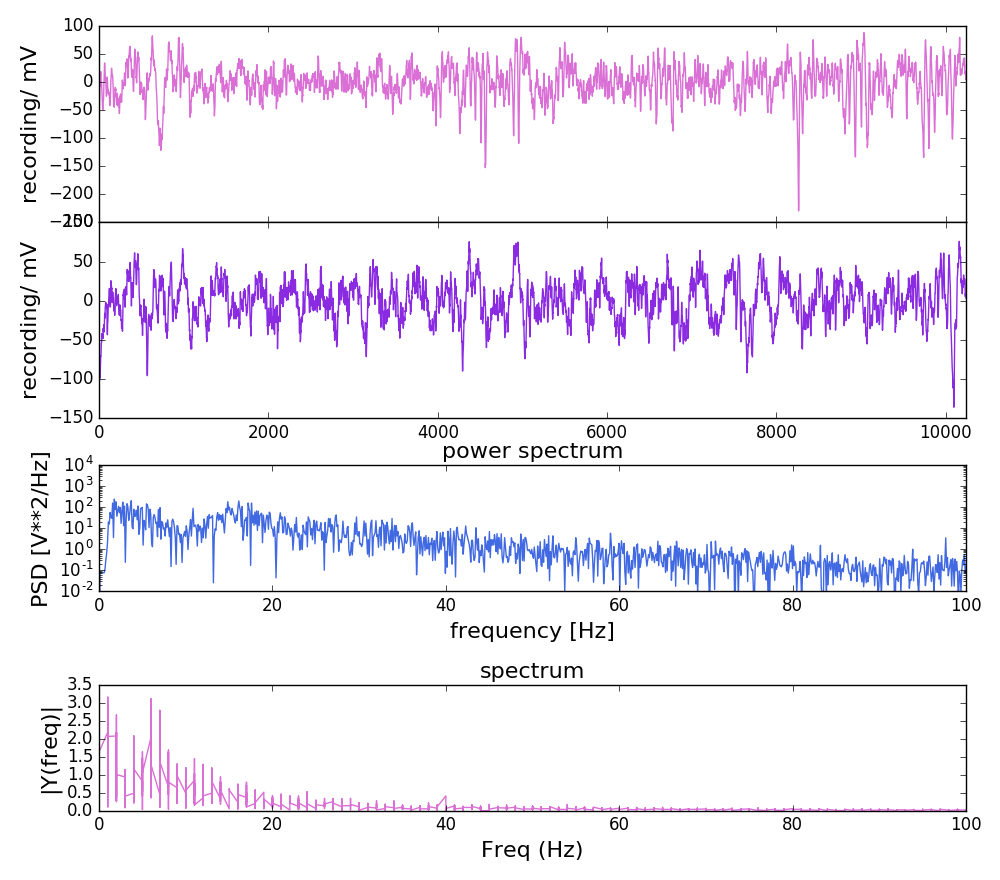 100
50
0
−50
−100
−150
−200
−250
recording/ mV
100
50
0
−50
−100
−150
recording/ mV
0 2000 4000 6000 8000 10000
power spectrum
10^4
10^3
10^2
10^1
10^0
10^-1
10^-2
PSD [V**2/Hz]
0 20 40 60 80 100
frequency [Hz]
spectrum
3.5
3.0
2.5
2.0
1.5
1.0
0.5
0.0
|Y(freq)|
0 20 40 60 80 100
Freq (Hz)